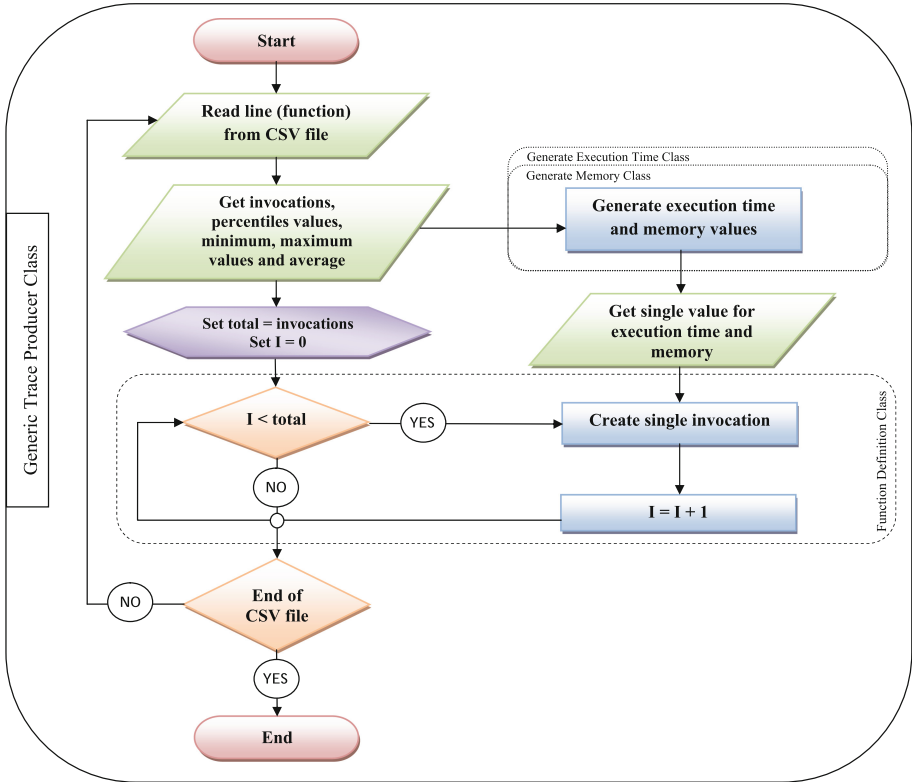 Start
Read line (function)
from CSV file
Generate Execution Time Class
Generate Memory Class
Get invocations,
percentiles values,
minimum, maximum
values and average
Generate execution time
and memory values
Generic Trace Producer Class
Set total = invocations
Set I = 0
Get single value for
execution time and
memory
I < total
YES
Create single invocation
Function Definition Class
NO
I = I + 1
End of
CSV file
NO
YES
End